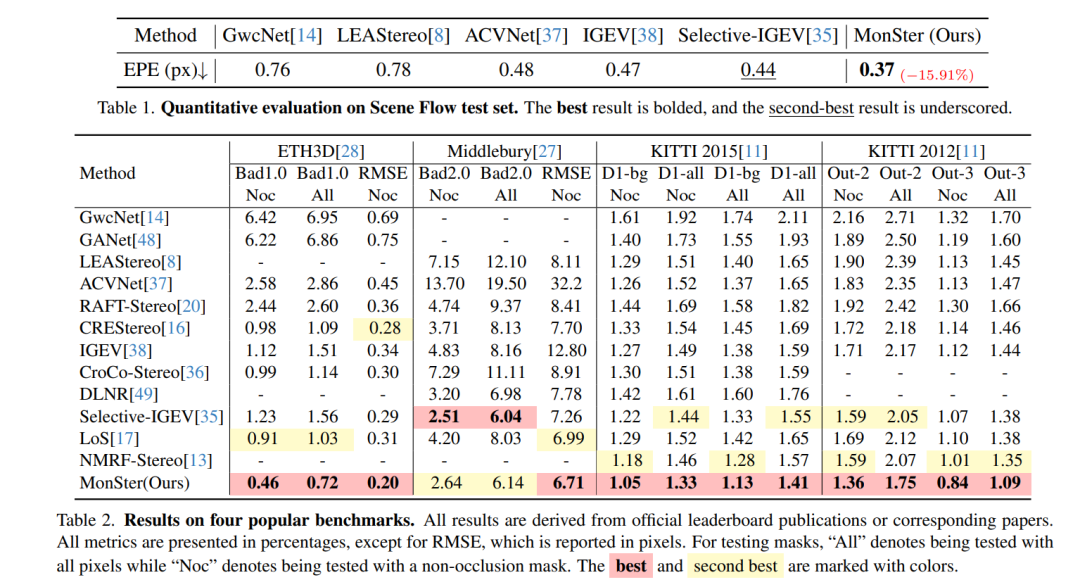 Method GwcNet[14] LEAStereo[8] ACVNet[37] IGEV[38] Selective-IGEV[35] MonSter (Ours)
EPE (px)↓ 0.76 0.78 0.48 0.47 0.44 0.37 (−15.91%)
Table 1. Quantitative evaluation on Scene Flow test set. The best result is bolded, and the second-best result is underscored.
ETH3D[28] Middlebury[27] KITTI 2015[11] KITTI 2012[11]
Method Bad1.0 Bad1.0 RMSE Bad2.0 Bad2.0 RMSE D1-bg D1-all D1-bg D1-all Out-2 Out-2 Out-3 Out-3
Noc All Noc Noc All Noc Noc Noc All All Noc All Noc All
GwcNet[14] 6.42 6.95 0.69 - - - 1.61 1.92 1.74 2.11 2.16 2.71 1.32 1.70
GANet[48] 6.22 6.86 0.75 - - - 1.40 1.73 1.55 1.93 1.89 2.50 1.19 1.60
LEAStereo[8] - - - 7.15 12.10 8.11 1.29 1.51 1.40 1.65 1.90 2.39 1.13 1.45
ACVNet[37] 2.58 2.86 0.45 13.70 19.50 32.2 1.26 1.52 1.37 1.65 1.83 2.35 1.13 1.47
RAFT-Stereo[20] 2.44 2.60 0.36 4.74 9.37 8.41 1.44 1.69 1.58 1.82 1.92 2.42 1.30 1.66
CREStereo[16] 0.98 1.09 0.28 3.71 8.13 7.70 1.33 1.54 1.45 1.69 1.72 2.18 1.14 1.46
IGEV[38] 1.12 1.51 0.34 4.83 8.16 12.80 1.27 1.49 1.38 1.59 1.71 2.17 1.12 1.44
CroCo-Stereo[36] 0.99 1.14 0.30 7.29 11.11 8.91 1.30 1.51 1.38 1.59 - - - -
DLNR[49] - - - 3.20 6.98 7.78 1.42 1.61 1.60 1.76 - - - -
Selective-IGEV[35] 1.23 1.56 0.29 2.51 6.04 7.26 1.22 1.44 1.33 1.55 1.59 2.05 1.07 1.38
LoS[17] 0.91 1.03 0.31 4.20 8.03 6.99 1.29 1.52 1.42 1.65 1.69 2.12 1.10 1.38
NMRF-Stereo[13] - - - - - - 1.18 1.46 1.28 1.57 1.59 2.07 1.01 1.35
MonSter(Ours) 0.46 0.72 0.20 2.64 6.14 6.71 1.05 1.33 1.13 1.41 1.36 1.75 0.84 1.09
Table 2. Results on four popular benchmarks. All results are derived from official leaderboard publications or corresponding papers.
All metrics are presented in percentages, except for RMSE, which is reported in pixels. For testing masks, “All” denotes being tested with
all pixels while “Noc” denotes being tested with a non-occlusion mask. The best and second best are marked with colors.